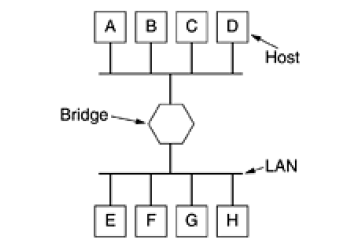 A B C D
Host
Bridge
LAN
E F G H